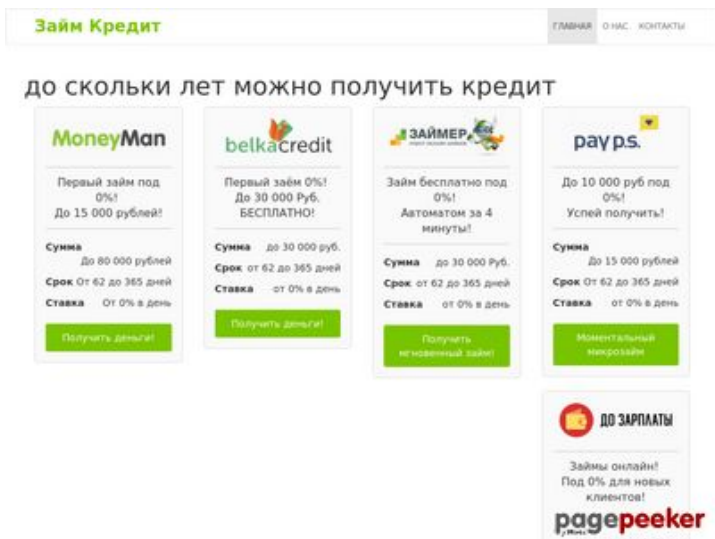 Займ Кредит
ГЛАВНАЯ О НАС КОНТАКТЫ
до скольки лет можно получить кредит
MoneyMan
Первый займ под
0%!
До 15 000 рублей!
Сумма
До 80 000 рублей
Срок От 62 до 365 дней
Ставка От 0% в день
Получить деньги!
belkacredit
Первый заём 0%!
До 30 000 Руб.
БЕСПЛАТНО!
Сумма до 30 000 руб.
Срок от 62 до 365 дней
Ставка от 0% в день
Получить деньги!
ЗАЙМЕР
Займ бесплатно под
0%!
Автоматом за 4
минуты!
Сумма до 30 000 Руб.
Срок от 62 до 365 дней
Ставка от 0% в день
Получить
мгновенный займ!
pay p.s.
До 10 000 руб под
0%!
Успей получить!
Сумма
До 15 000 рублей
Срок От 62 до 365 дней
Ставка от 0% в день
Моментальный
микрозайм
ДО ЗАРПЛАТЫ
Займы онлайн!
Под 0% для новых
клиентов!
pagepeeker